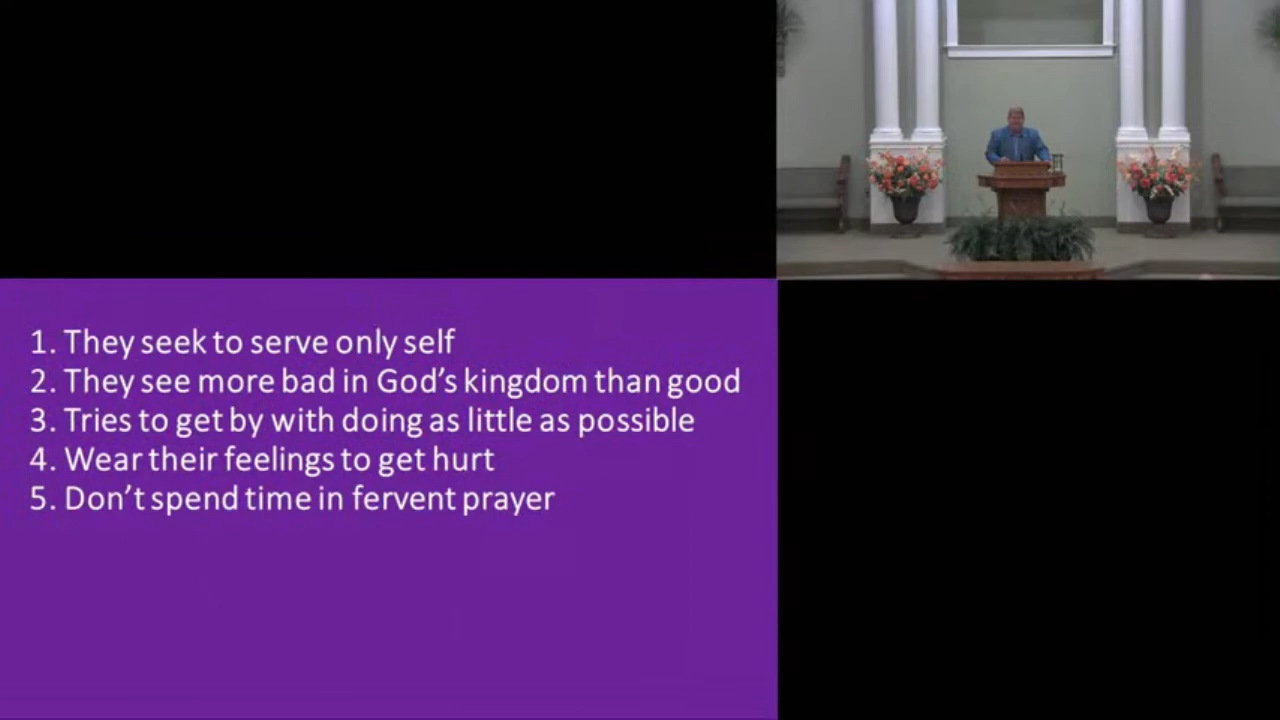 1. They seek to serve only self
2. They see more bad in God's kingdom than good
3. Tries to get by with doing as little as possible
4. Wear their feelings to get hurt
5. Don't spend time in fervent prayer